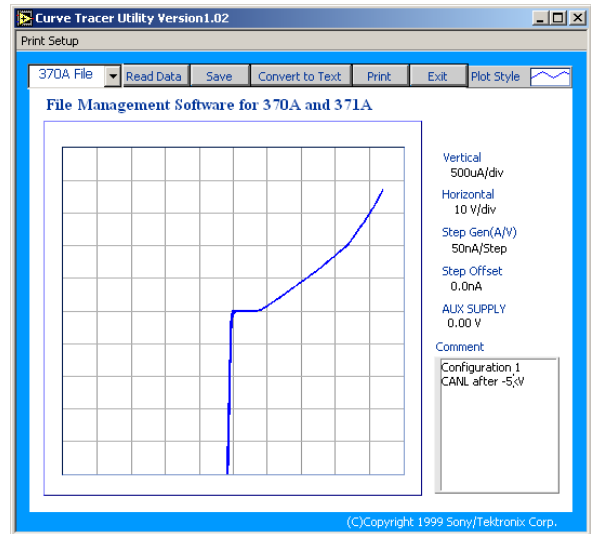 Curve Tracer Utility Version1.02
Print Setup
370A File Read Data Save Convert to Text Print Exit Plot Style
File Management Software for 370A and 371A
Vertical
500uA/div
Horizontal
10 V/div
Step Gen(A/V)
50nA/Step
Step Offset
0.0nA
AUX SUPPLY
0.00 V
Comment
Configuration 1
CANL after -5kV
(C)Copyright 1999 Sony/Tektronix Corp.